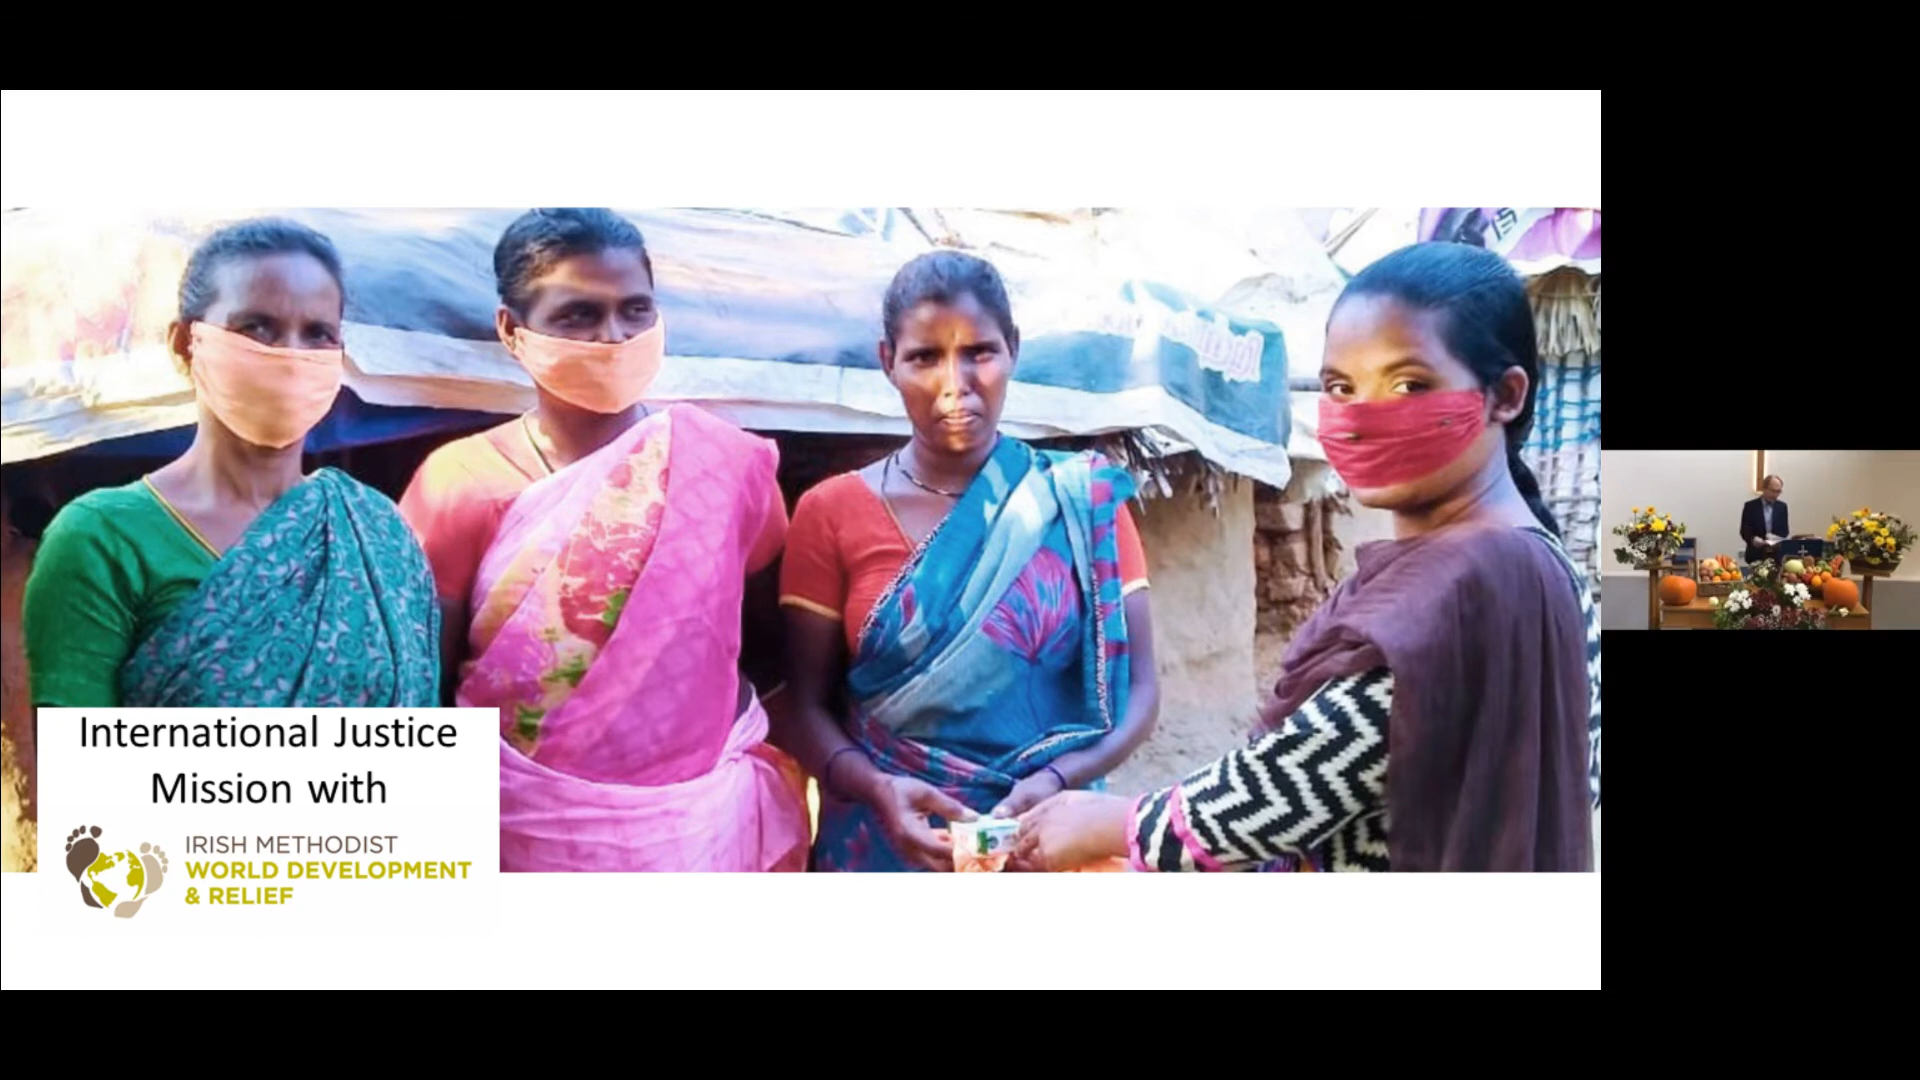 International Justice
Mission with
IRISH METHODIST
WORLD DEVELOPMENT
& RELIEF